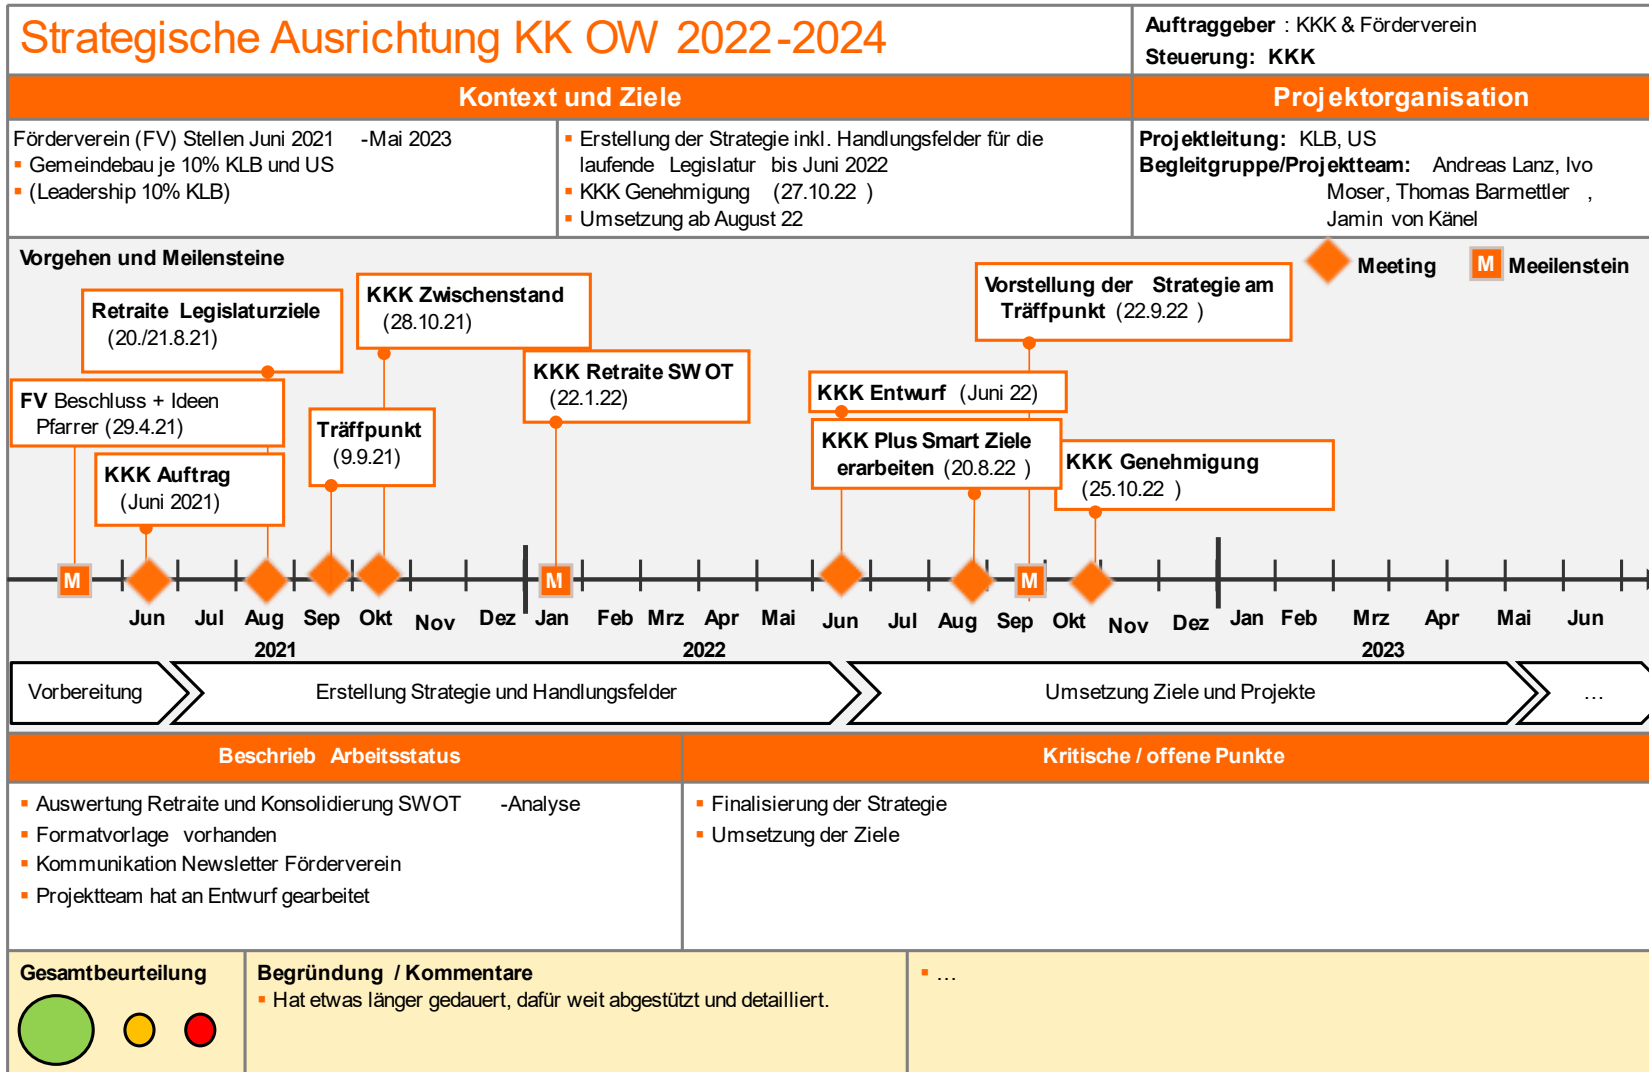 Strategische Ausrichtung KK OW 2022-2024
Auftraggeber : KKK & Förderverein
Steuerung: KKK
Kontext und Ziele
Projektorganisation
Förderverein (FV) Stellen Juni 2021 -Mai 2023
▪ Gemeindebau je 10% KLB und US
▪ (Leadership 10% KLB)
▪ Erstellung der Strategie inkl. Handlungsfelder für die
laufende Legislatur bis Juni 2022
▪ KKK Genehmigung (27.10.22 )
▪ Umsetzung ab August 22
Projektleitung: KLB, US
Begleitgruppe/Projektteam: Andreas Lanz, Ivo
Moser, Thomas Barmettler ,
Jamin von Känel
Vorgehen und Meilensteine
Meeting
M Meeilenstein
Retraite Legislaturziele
(20./21.8.21)
KKK Zwischenstand
(28.10.21)
Vorstellung der Strategie am
Träffpunkt (22.9.22 )
FV Beschluss + Ideen
Pfarrer (29.4.21)
KKK Auftrag
(Juni 2021)
Träffpunkt
(9.9.21)
KKK Retraite SWOT
(22.1.22)
KKK Entwurf (Juni 22)
KKK Plus Smart Ziele
erarbeiten (20.8.22 )
KKK Genehmigung
(25.10.22 )
M M M
Jun Jul Aug Sep Okt Nov Dez Jan Feb Mrz Apr Mai Jun Jul Aug Sep Okt Nov Dez Jan Feb Mrz Apr Mai Jun
2021 2022 2023
Vorbereitung
Erstellung Strategie und Handlungsfelder
Umsetzung Ziele und Projekte
…
Beschrieb Arbeitsstatus
Kritische / offene Punkte
▪ Auswertung Retraite und Konsolidierung SWOT -Analyse
▪ Formatvorlage vorhanden
▪ Kommunikation Newsletter Förderverein
▪ Projektteam hat an Entwurf gearbeitet
▪ Finalisierung der Strategie
▪ Umsetzung der Ziele
Gesamtbeurteilung
Begründung / Kommentare
▪ Hat etwas länger gedauert, dafür weit abgestützt und detailliert.
▪ …